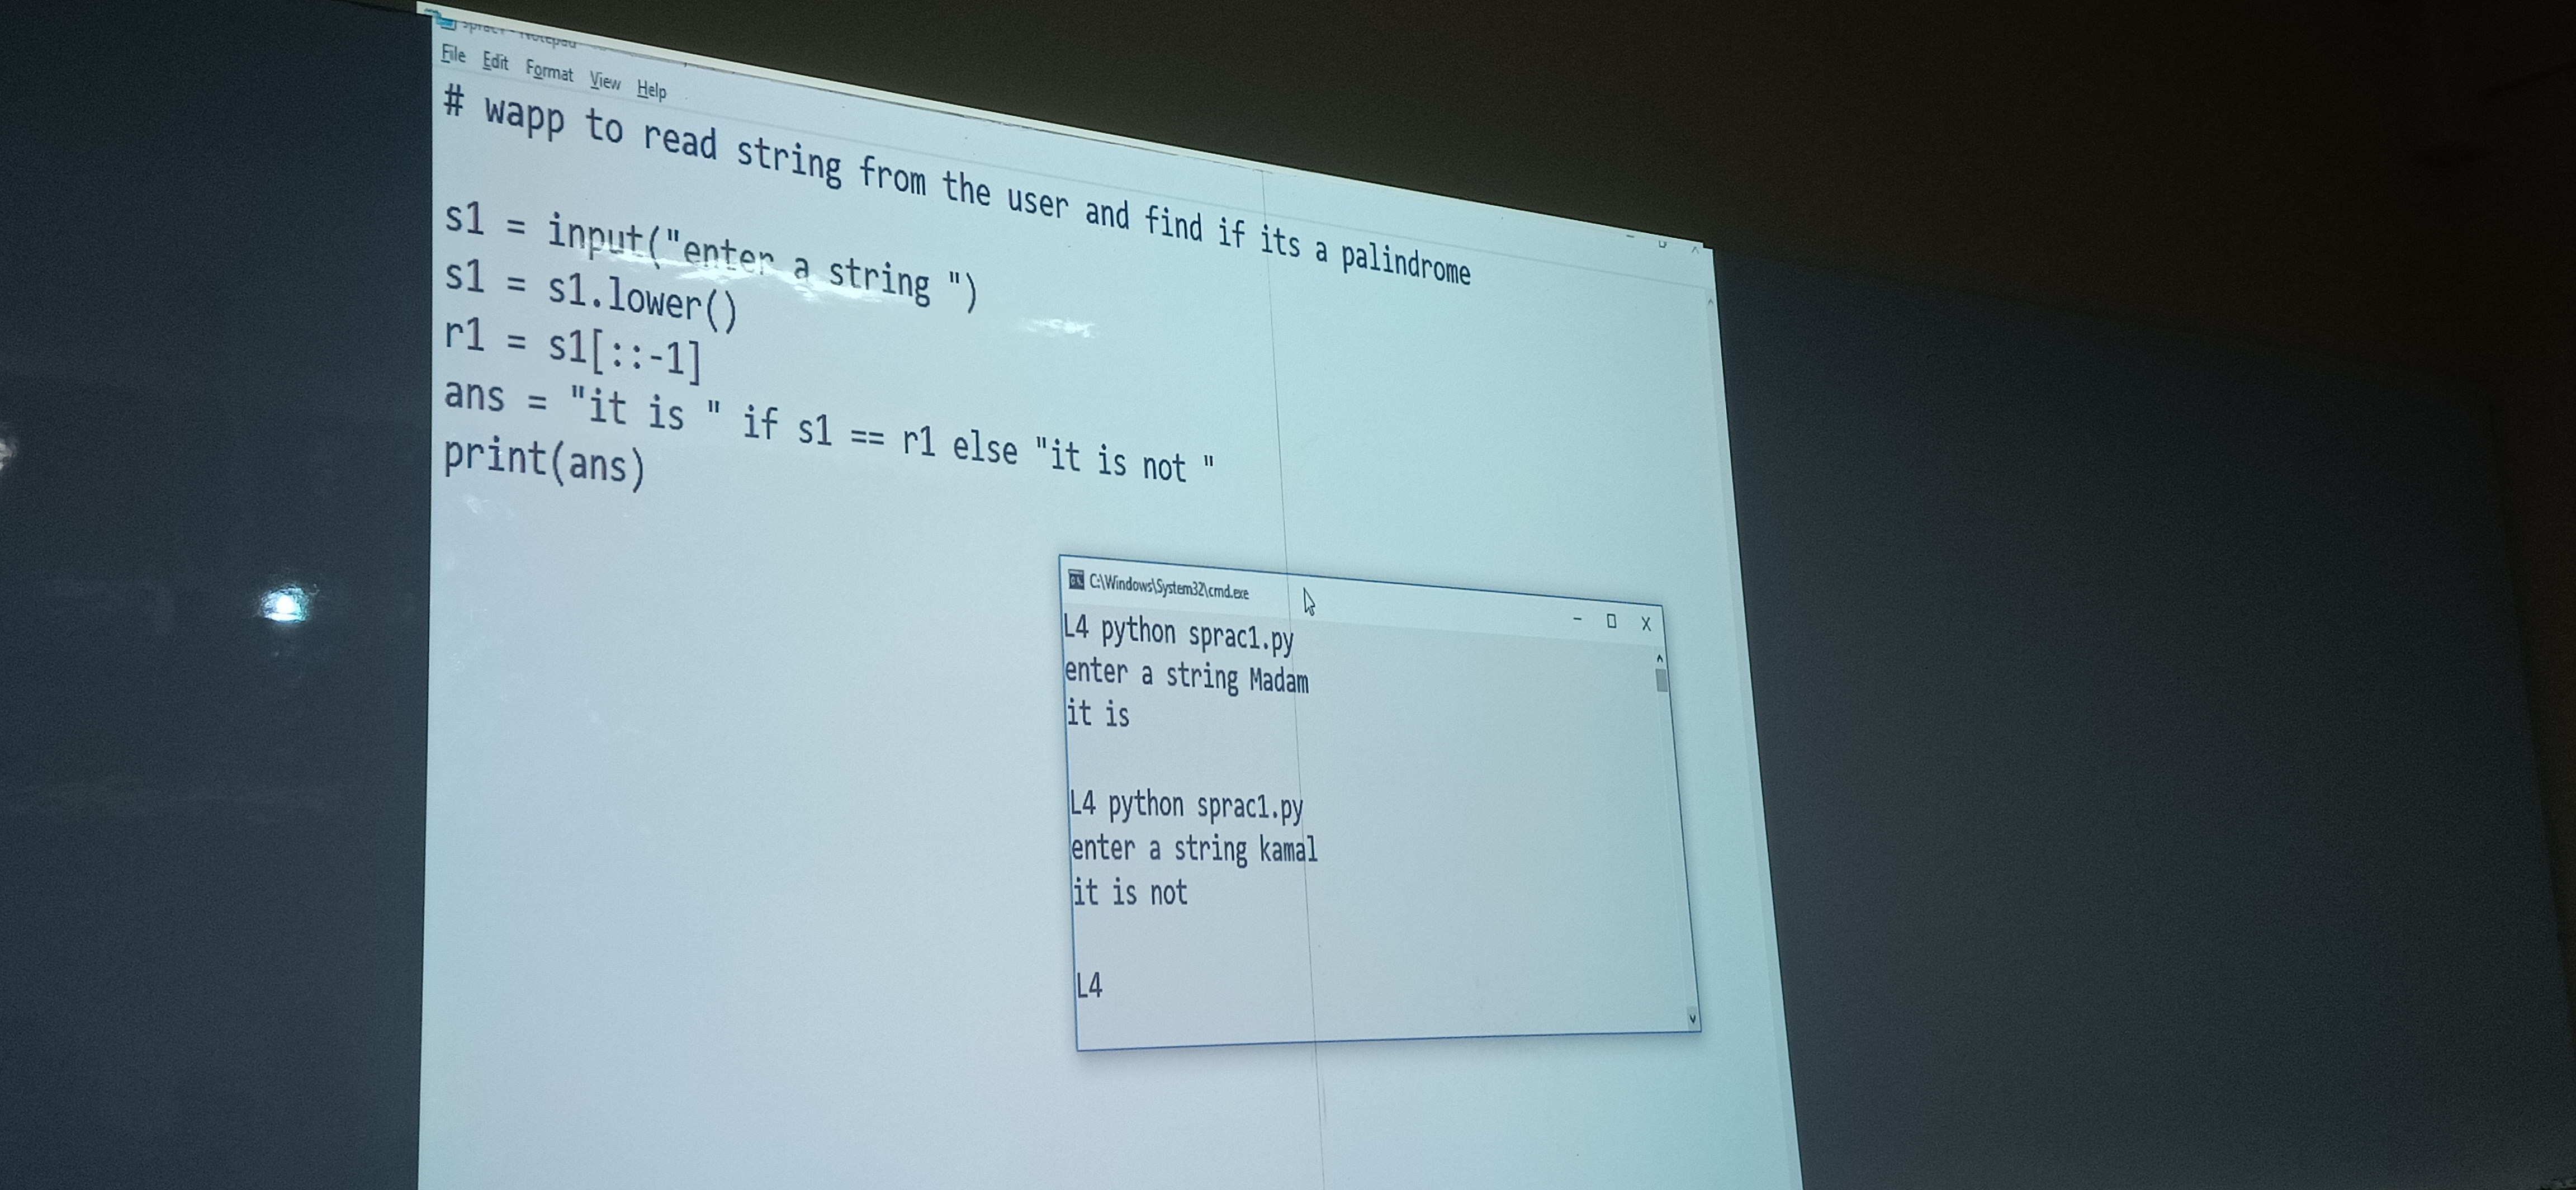 File Edit Format View Help
# wapp to read string from the user and find if its a palindrome
s1 = input("enter a string ")
s1 = s1.lower()
r1 = s1[::-1]
ans = "it is " if s1 == r1 else "it is not "
print(ans)
C:\Windows\System32\cmd.exe
L4 python sprac1.py
enter a string Madam
it is
L4 python sprac1.py
enter a string kamal
it is not
L4